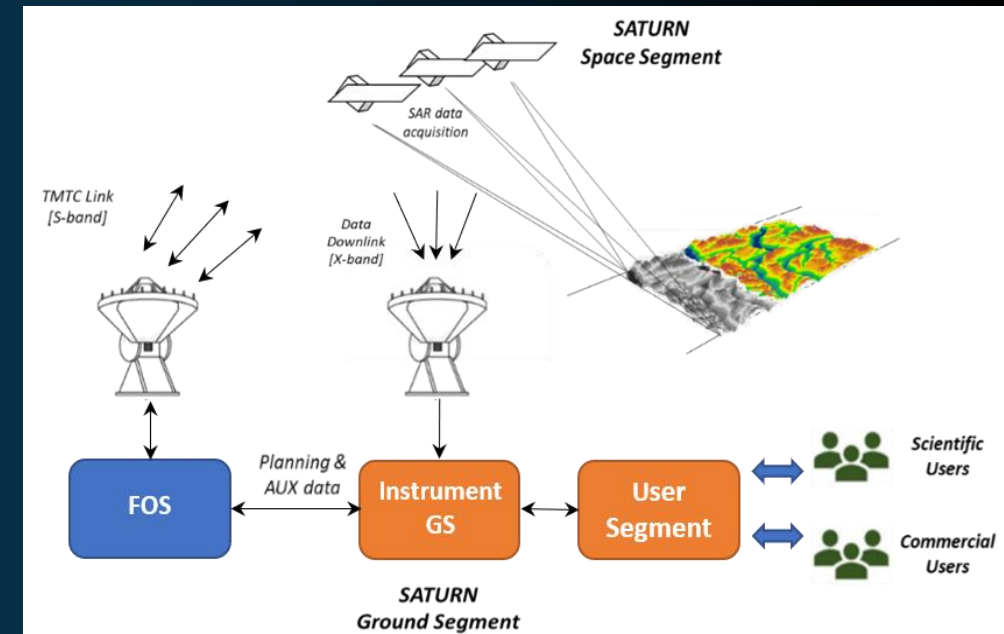 SATURN
Space Segment
SAR data
acquisition
TMTC Link
[S-band]
Data
Downlink
[X-band]
FOS
Planning &
AUX data
Instrument
GS
User
Segment
Scientific
Users
Commercial
Users
SATURN
Ground Segment